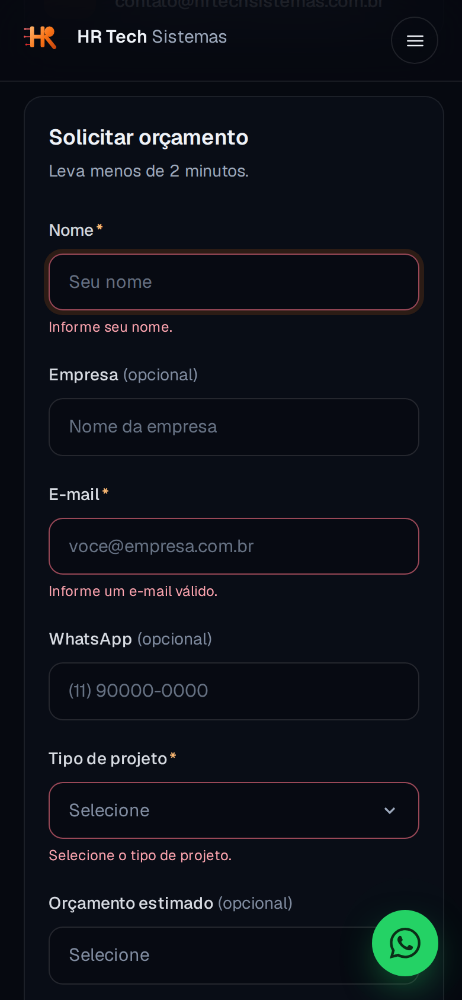 contato@hrtechsistemas.com.br
HR HR Tech Sistemas
Solicitar orçamento
Leva menos de 2 minutos.
Nome*
Seu nome
Informe seu nome.
Empresa (opcional)
Nome da empresa
E-mail*
voce@empresa.com.br
Informe um e-mail válido.
WhatsApp (opcional)
(11) 90000-0000
Tipo de projeto*
Selecione
Selecione o tipo de projeto.
Orçamento estimado (opcional)
Selecione